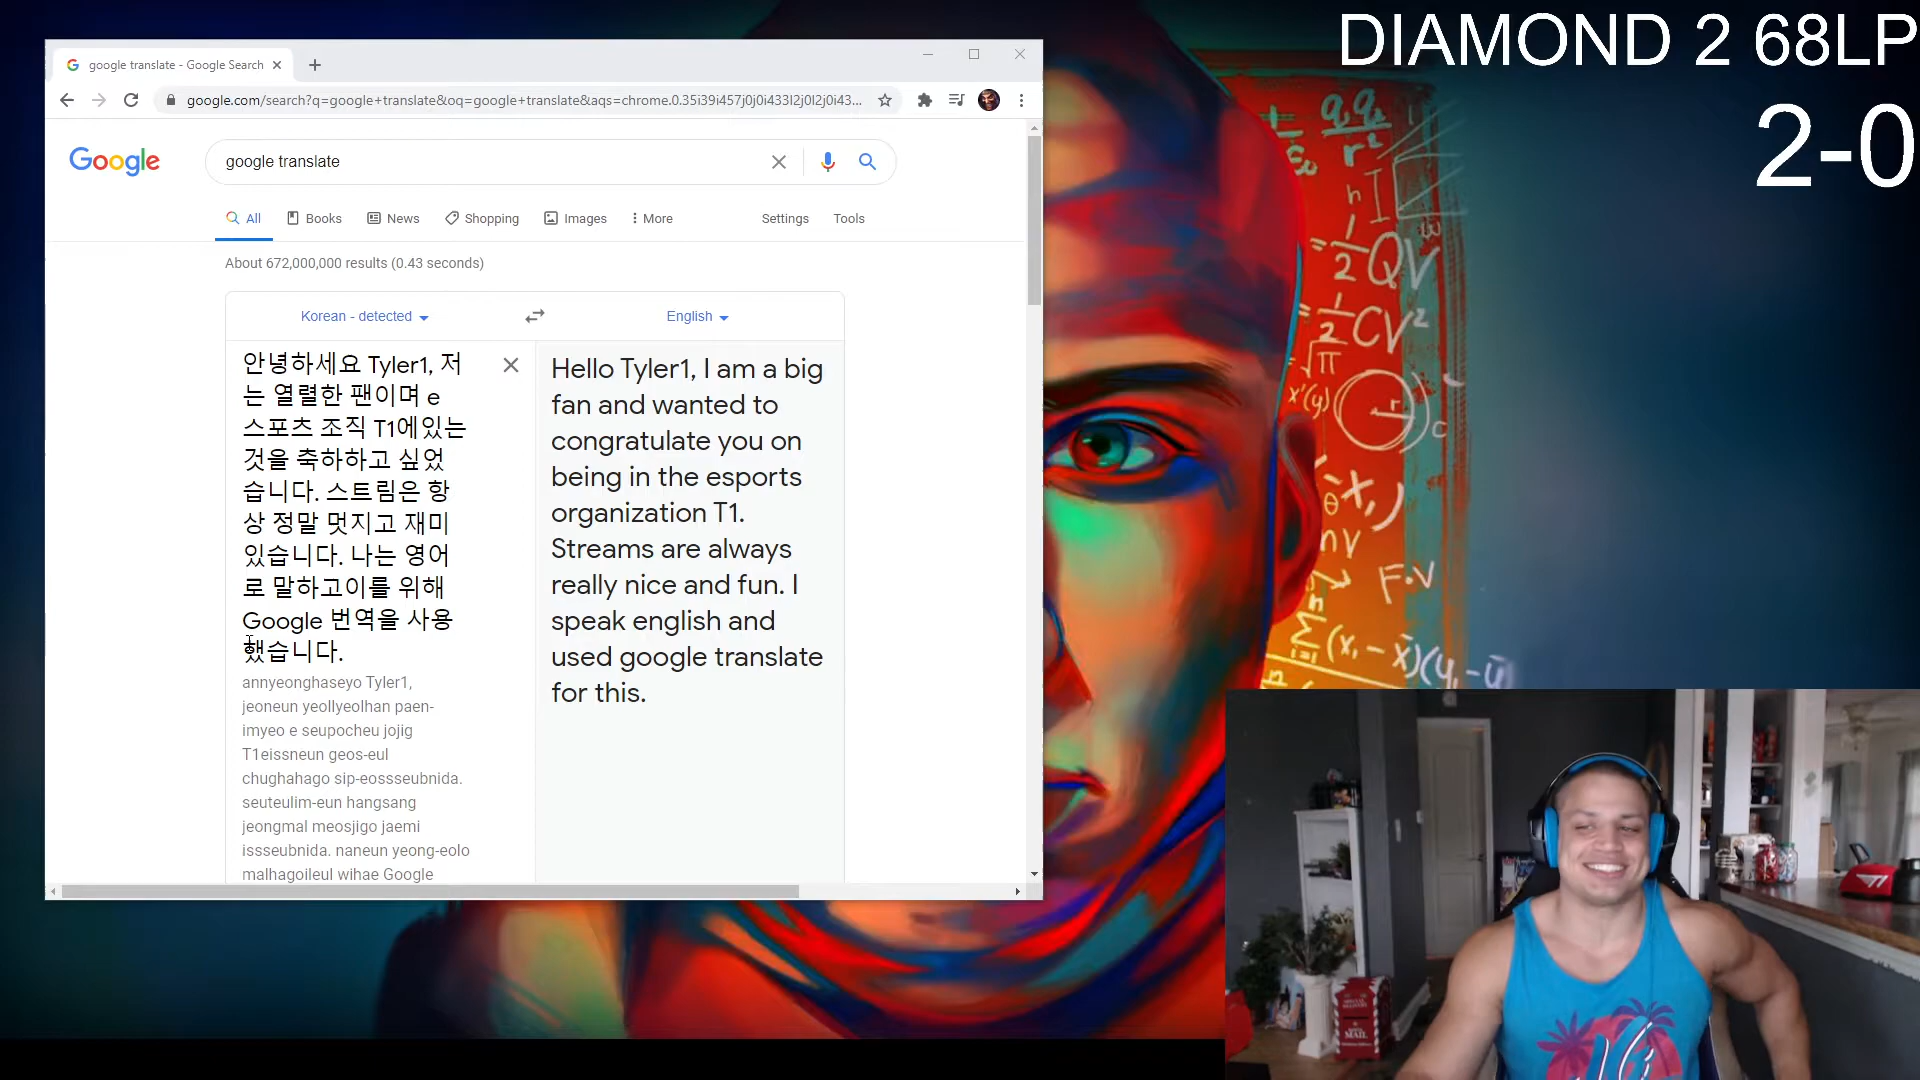 DIAMOND 2 68LP
2-0
google translate - Google Search
google.com/search?q=google+translate&oq=google+translate&aqs=chrome.0.35i39i457j0j0i433l2j0l2j0i43...
Google
google translate
All
Books
News
Shopping
Images
More
Settings
Tools
About 672,000,000 results (0.43 seconds)
Korean - detected
English
안녕하세요 Tyler1, 저
는 열렬한 팬이며 e
스포츠 조직 T1에있는
것을 축하하고 싶었
습니다. 스트림은 항
상 정말 멋지고 재미
있습니다. 나는 영어
로 말하고이를 위해
Google 번역을 사용
했습니다.
annyeonghaseyo Tyler1,
jeoneun yeollyeolhan paen-
imyeo e seupocheu jojig
T1eissneun geos-eul
chughahago sip-eossseubnida.
seuteulim-eun hangsang
jeongmal meosjigo jaemi
issseubnida. naneun yeong-eolo
malhagoileul wihae Google
Hello Tyler1, I am a big
fan and wanted to
congratulate you on
being in the esports
organization T1.
Streams are always
really nice and fun. I
speak english and
used google translate
for this.
F.V
MAIL